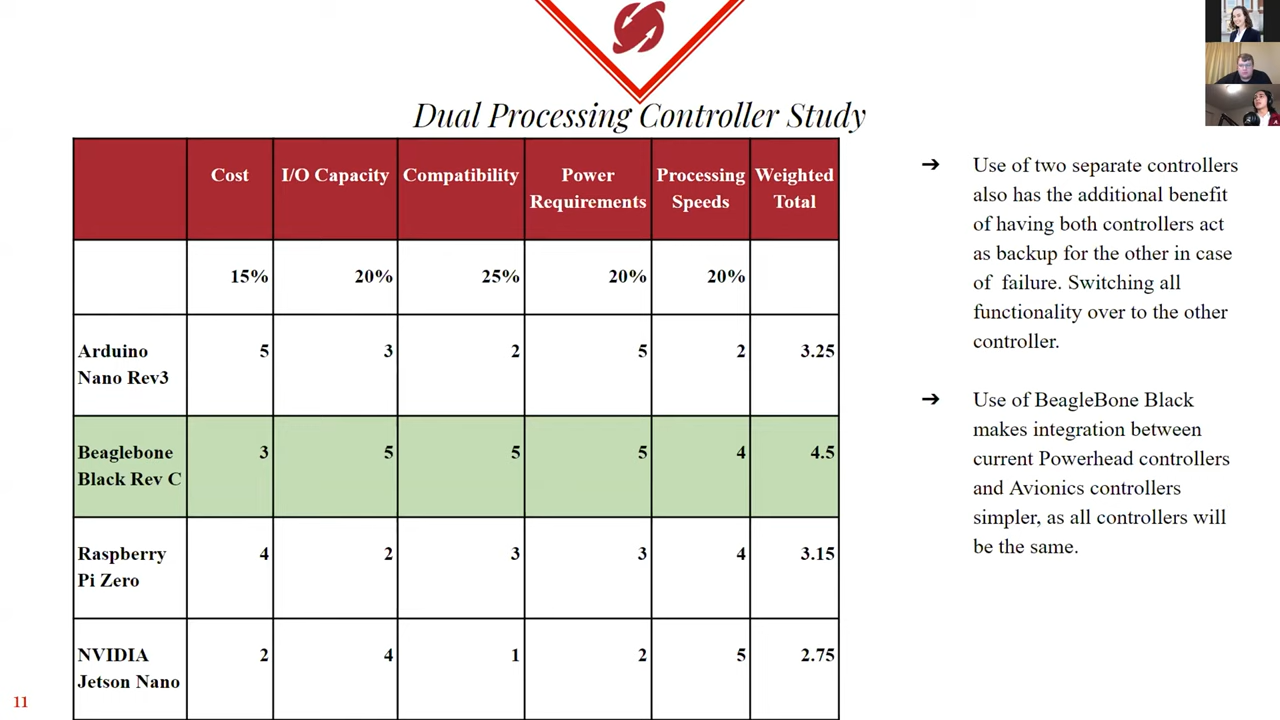 Dual Processing Controller Study
Cost I/O Capacity Compatibility Power Requirements Processing Speeds Weighted Total
15% 20% 25% 20% 20%
Arduino Nano Rev3 5 3 2 5 2 3.25
Beaglebone Black Rev C 3 5 5 5 4 4.5
Raspberry Pi Zero 4 2 3 3 4 3.15
NVIDIA Jetson Nano 2 4 1 2 5 2.75
➔ Use of two separate controllers
also has the additional benefit
of having both controllers act
as backup for the other in case
of failure. Switching all
functionality over to the other
controller.
➔ Use of BeagleBone Black
makes integration between
current Powerhead controllers
and Avionics controllers
simpler, as all controllers will
be the same.
11